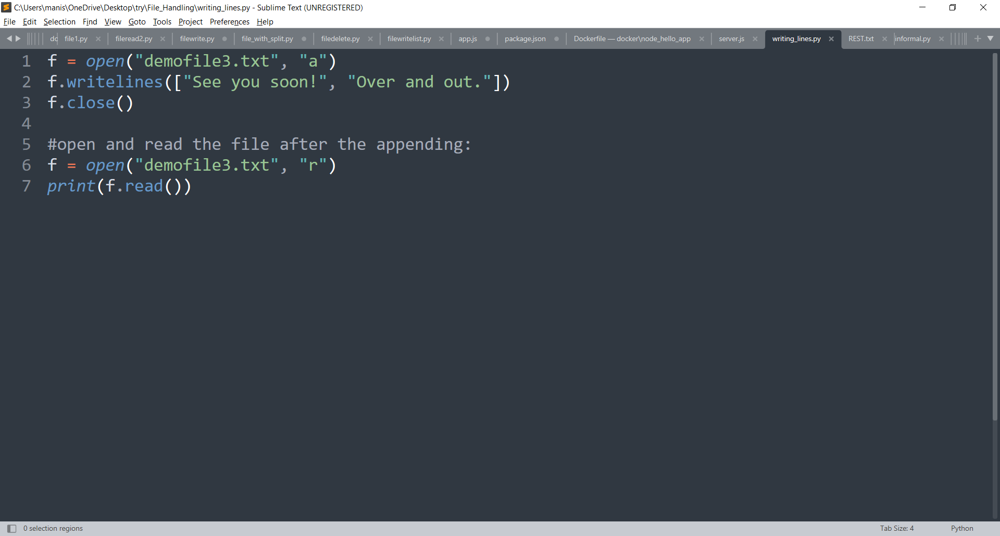 C:\Users\manis\OneDrive\Desktop\try\File_Handling\writing_lines.py - Sublime Text (UNREGISTERED)
File Edit Selection Find View Goto Tools Project Preferences Help
file1.py fileread2.py filewrite.py file_with_split.py filedelete.py filewritelist.py app.js package.json Dockerfile — docker\node_hello_app server.js writing_lines.py REST.txt informal.py
1 f = open("demofile3.txt", "a")
2 f.writelines(["See you soon!", "Over and out."])
3 f.close()
4
5 #open and read the file after the appending:
6 f = open("demofile3.txt", "r")
7 print(f.read())
0 selection regions Tab Size: 4 Python